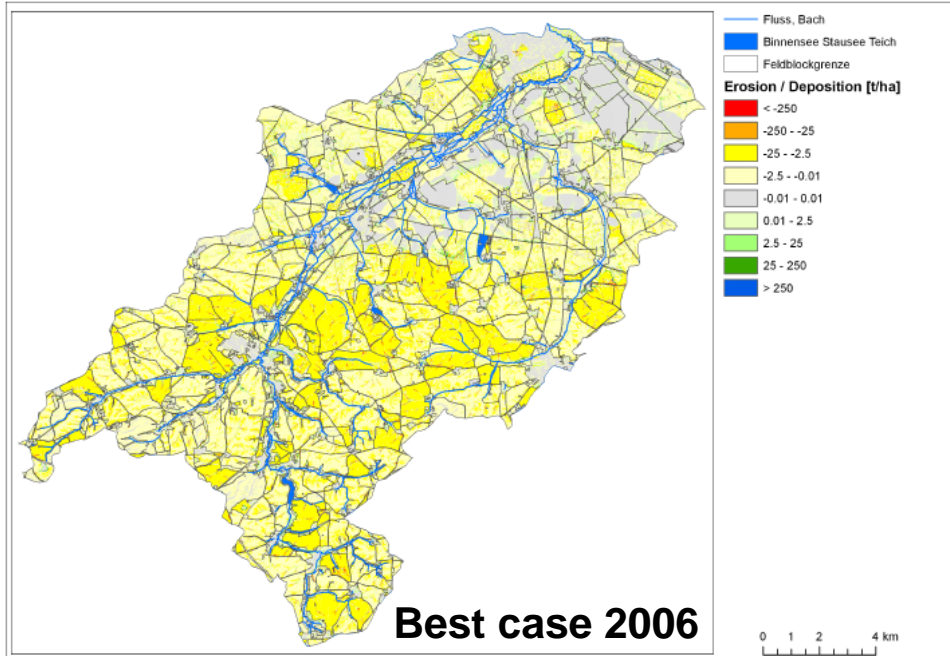 Fluss, Bach
Binnensee Stausee Teich
Feldblockgrenze
Erosion / Deposition [t/ha]
< -250
-250 - -25
-25 - -2.5
-2.5 - -0.01
-0.01 - 0.01
0.01 - 2.5
2.5 - 25
25 - 250
> 250
Best case 2006
0 1 2 4 km